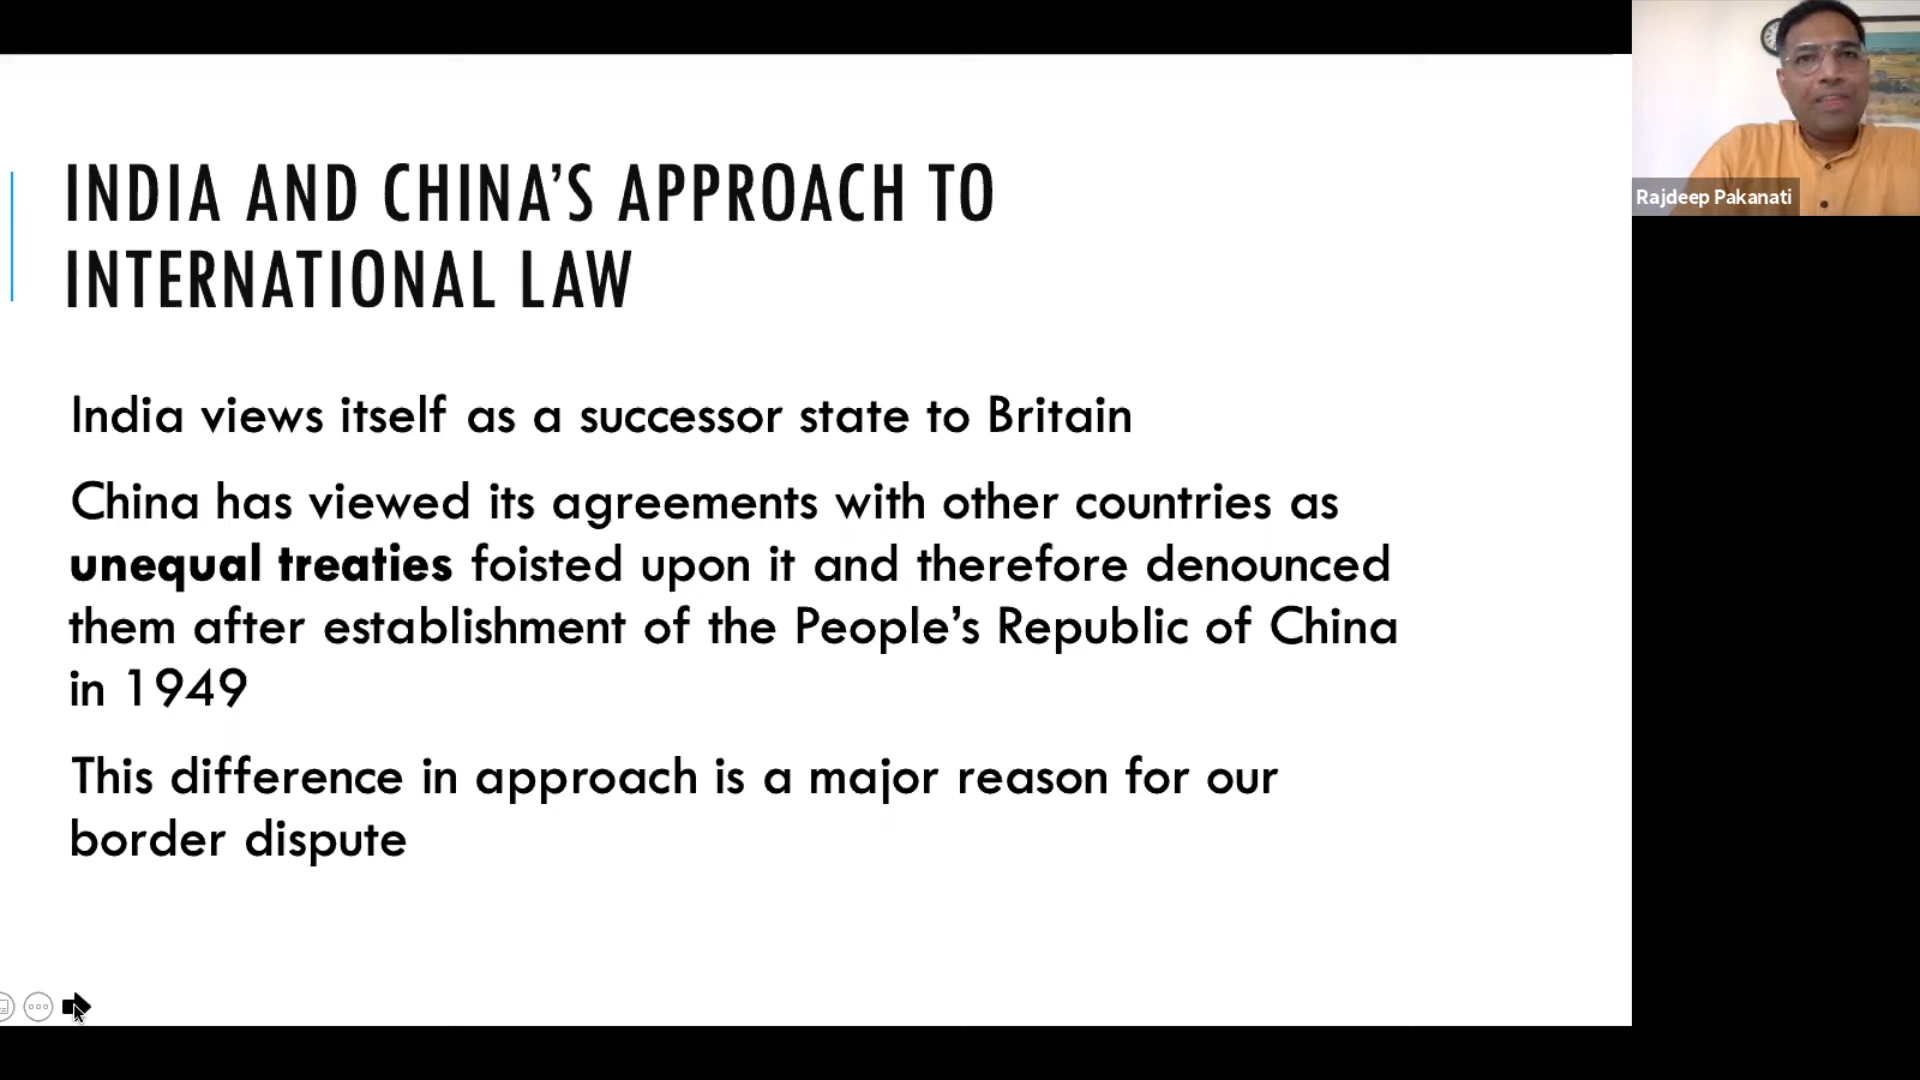 INDIA AND CHINA’S APPROACH TO
INTERNATIONAL LAW
India views itself as a successor state to Britain
China has viewed its agreements with other countries as
unequal treaties foisted upon it and therefore denounced
them after establishment of the People’s Republic of China
in 1949
This difference in approach is a major reason for our
border dispute
Rajdeep Pakanati